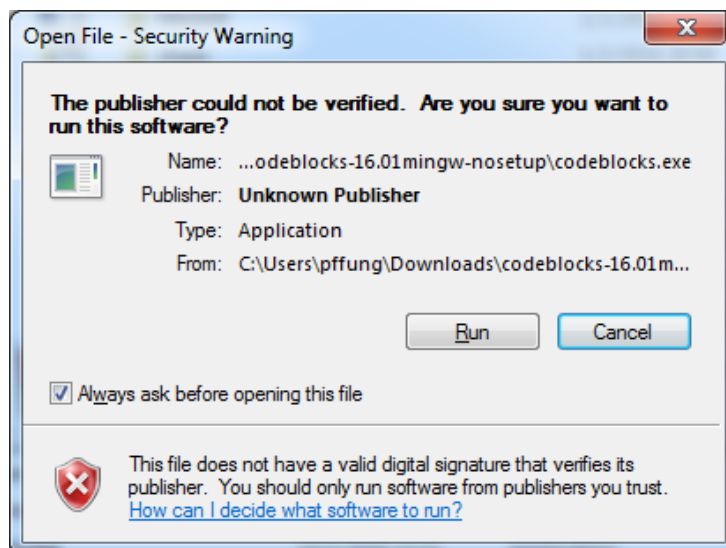 Open File - Security Warning
The publisher could not be verified. Are you sure you want to
run this software?
Name: ...odeblocks-16.01mingw-nosetup\codeblocks.exe
Publisher: Unknown Publisher
Type: Application
From: C:\Users\pffung\Downloads\codeblocks-16.01m...
Run Cancel
Always ask before opening this file
This file does not have a valid digital signature that verifies its
publisher. You should only run software from publishers you trust.
How can I decide what software to run?